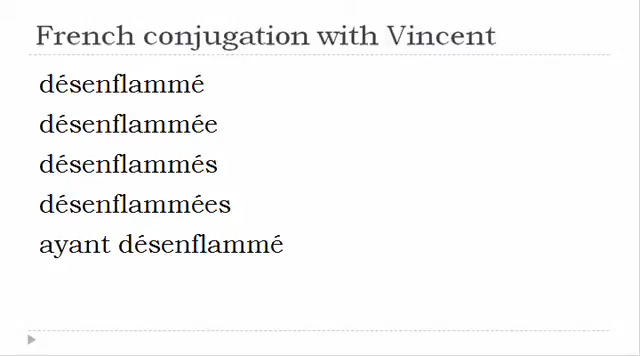 French conjugation with Vincent
désenflammé
désenflammée
désenflammés
désenflammées
ayant désenflammé